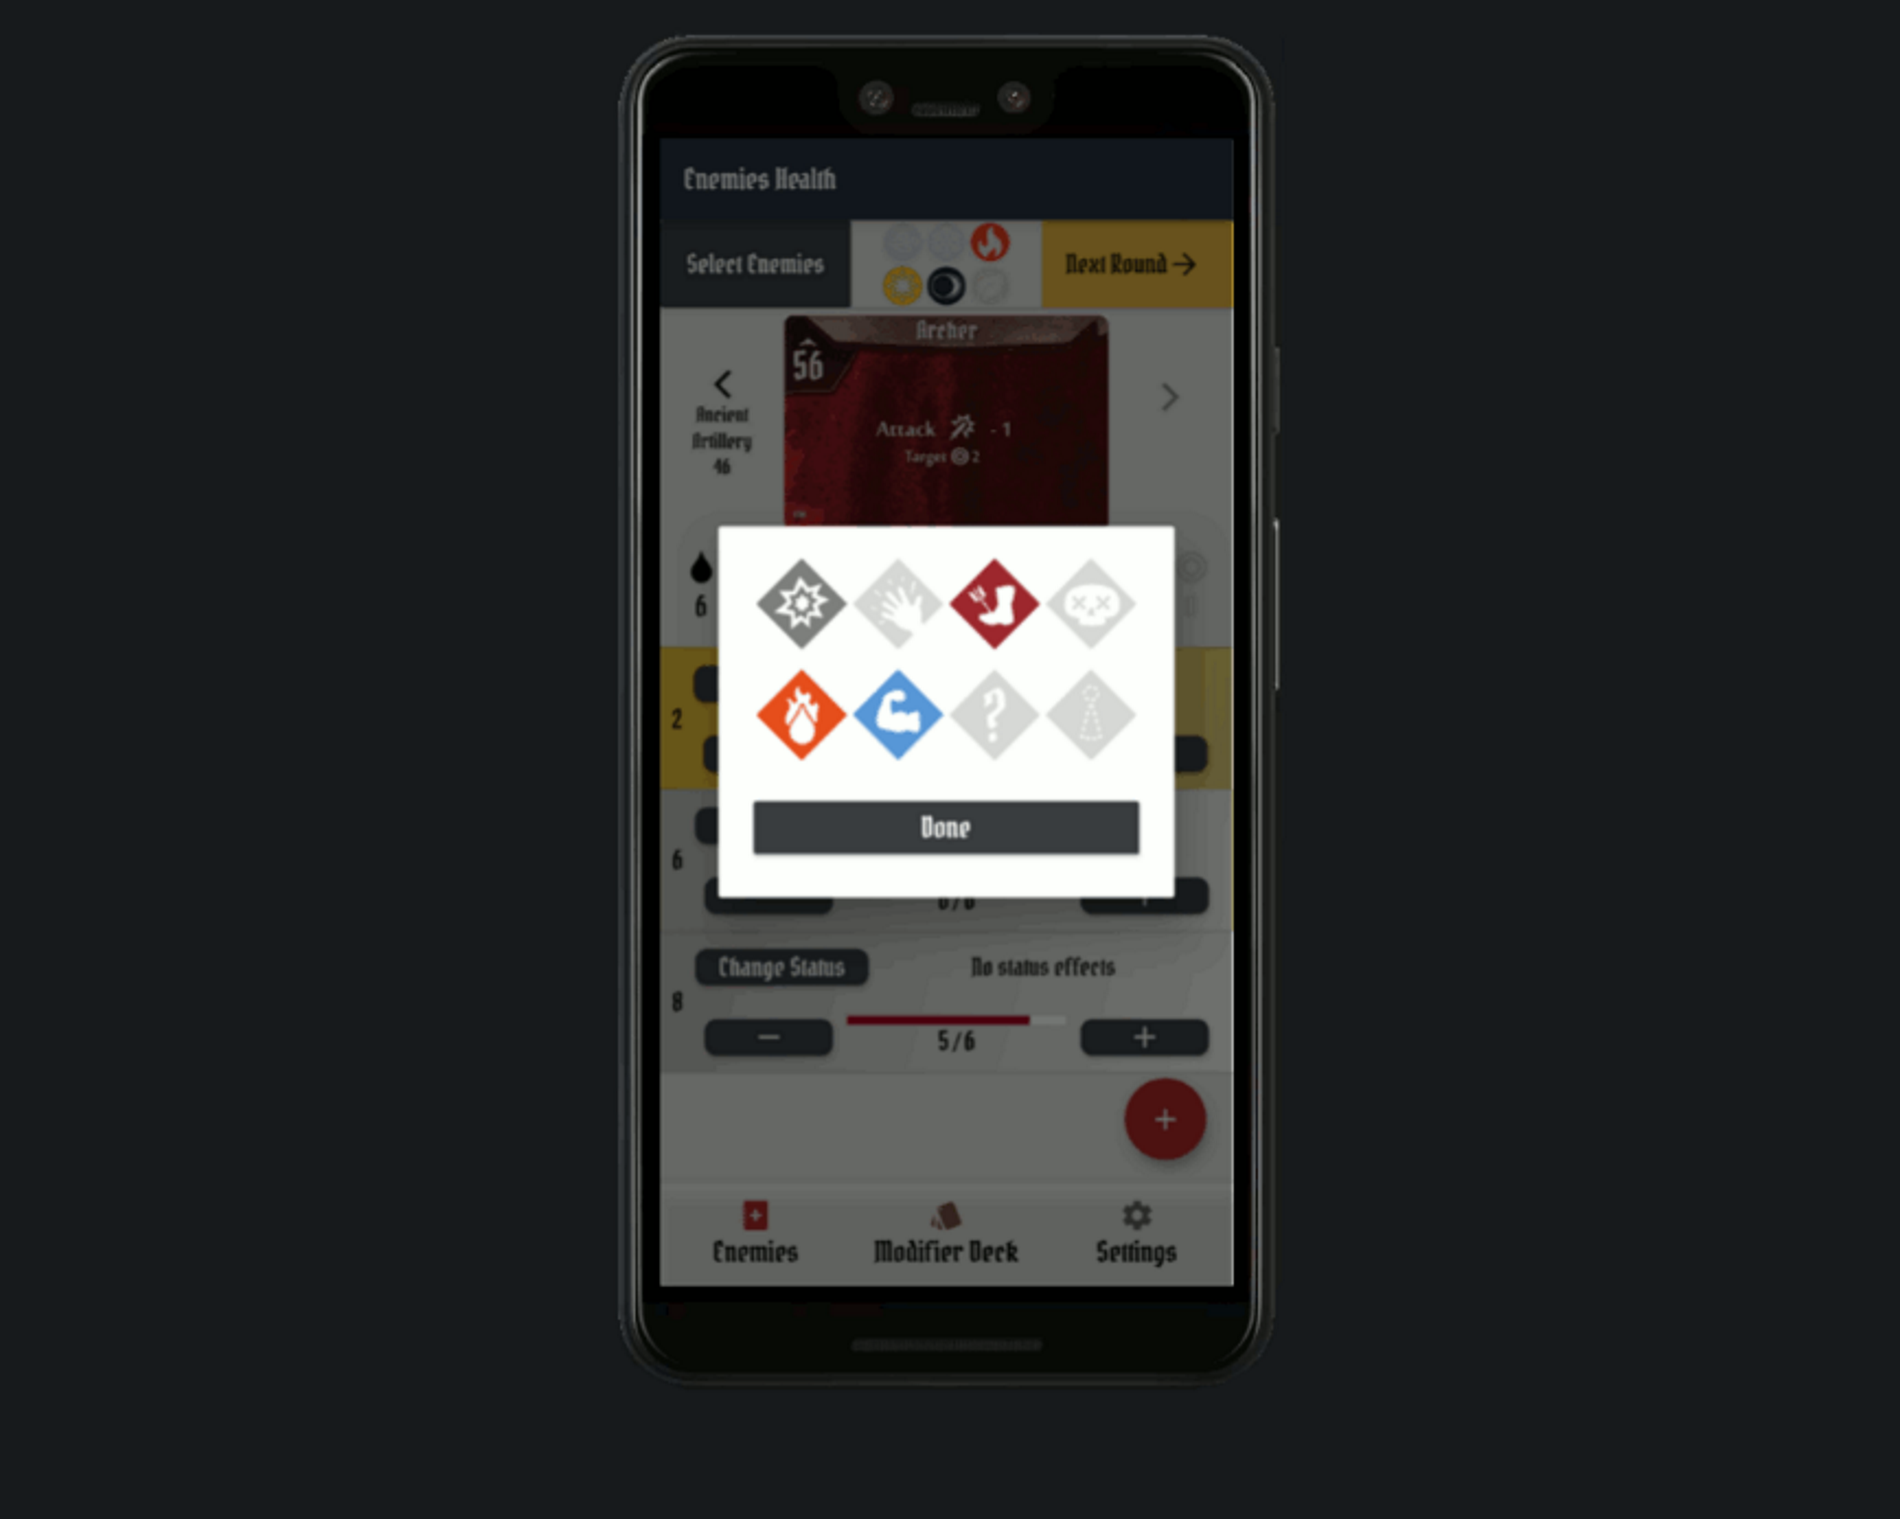 Enemies Health
Select Enemies
Next Round →
Archer
56
Ancient
Artillery
46
Attack - 1
Target 2
6
2
Done
6
6/6
Change Status
No status effects
8
−
5/6
+
+
Enemies
Modifier Deck
Settings